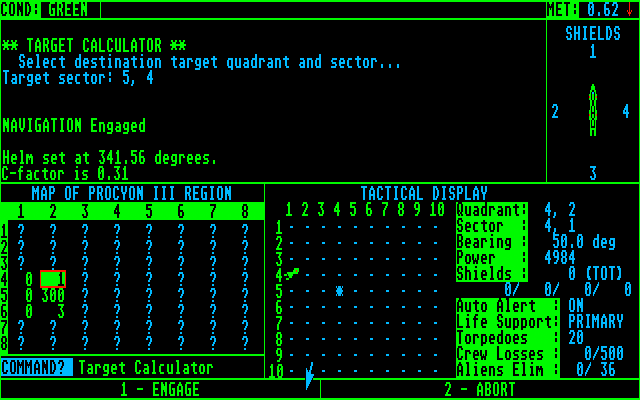 COND: GREEN
MET: 0.62 ↓
** TARGET CALCULATOR **
Select destination target quadrant and sector...
Target sector: 5, 4
NAVIGATION Engaged
Helm set at 341.56 degrees.
C-factor is 0.31
SHIELDS
1
2 4
3
MAP OF PROCYON III REGION
1 2 3 4 5 6 7 8
1 ? ? ? ? ? ? ? ?
2 ? ? ? ? ? ? ? ?
3 ? ? ? ? ? ? ? ?
4 0 1 ? ? ? ? ? ?
5 0 300 ? ? ? ? ? ?
6 0 3 ? ? ? ? ? ?
7 ? ? ? ? ? ? ? ?
8 ? ? ? ? ? ? ? ?
COMMAND? Target Calculator
TACTICAL DISPLAY
1 2 3 4 5 6 7 8 9 10
1
2
3
4
5
6
7
8
9
10
Quadrant: 4, 2
Sector : 4, 1
Bearing : 50.0 deg
Power : 4984
Shields : 0 (TOT)
0/ 0/ 0/ 0
Auto Alert : ON
Life Support: PRIMARY
Torpedoes : 20
Crew Losses : 0/500
Aliens Elim : 0/ 36
1 - ENGAGE
2 - ABORT